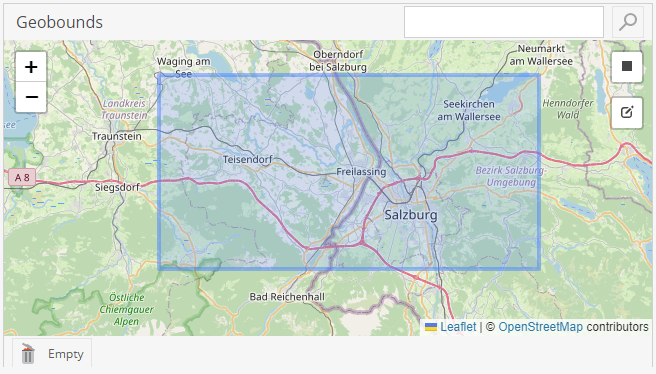 Geobounds
+
−
Waging am
See
Oberndorf
bei Salzburg
Neumarkt
am Wallersee
Landkreis
Traunstein
Seekirchen
am Wallersee
Henndorfer
Wald
Traunstein
Teisendorf
Freilassing
Bezirk Salzburg-
Umgebung
A 8
Siegsdorf
Salzburg
Bad Reichenhall
Östliche
Chiemgauer
Alpen
Leaflet | © OpenStreetMap contributors
Empty